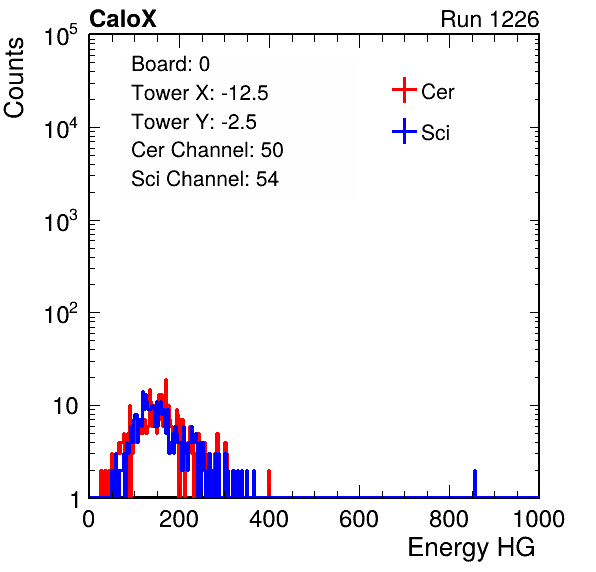 CaloX Run 1226
Board: 0
Tower X: -12.5
Tower Y: -2.5
Cer Channel: 50
Sci Channel: 54
Cer
Sci
Counts
10^5
10^4
10^3
10^2
10
1
0 200 400 600 800 1000
Energy HG